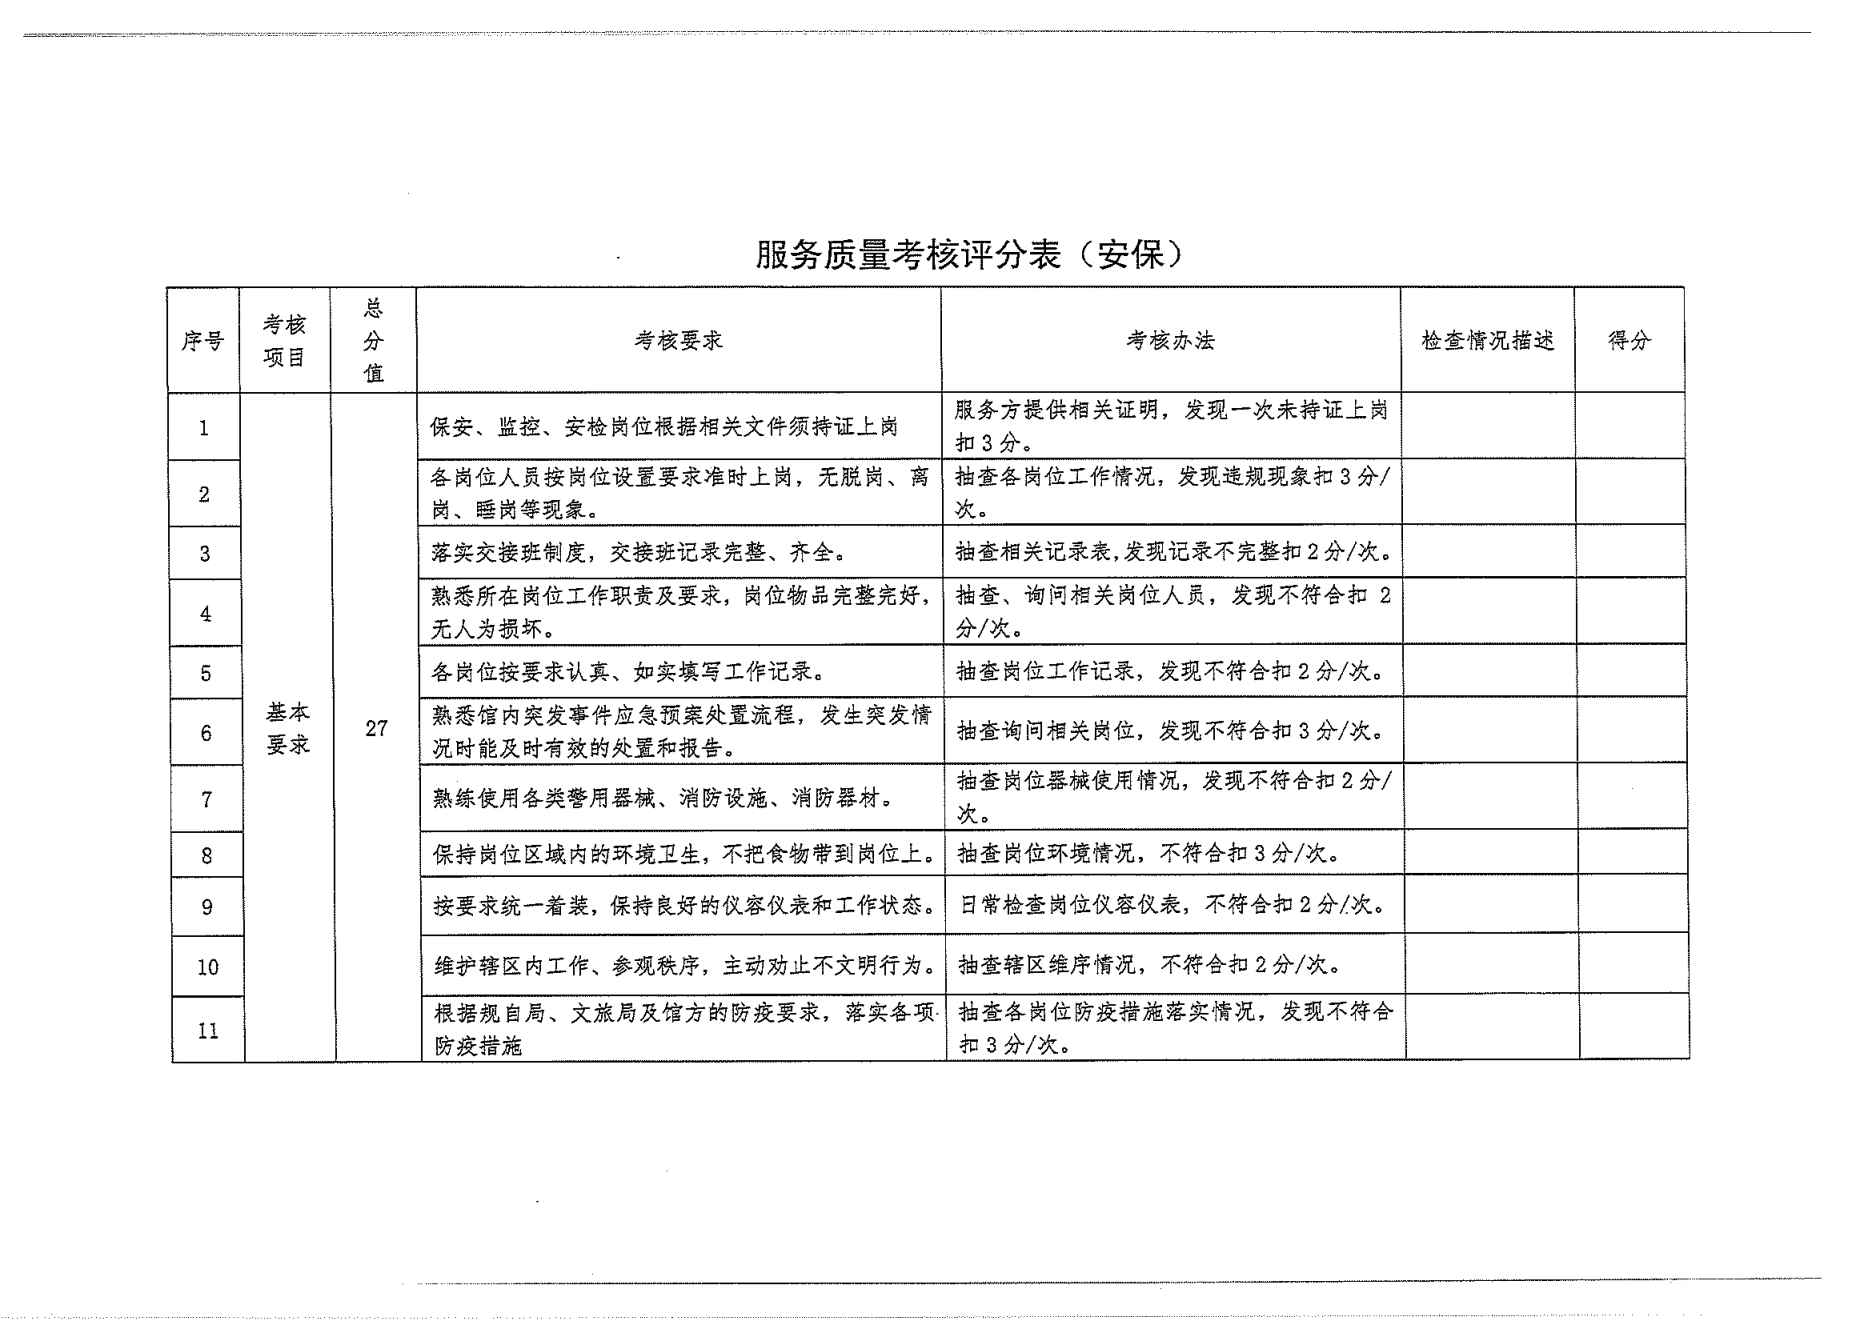 服务质量考核评分表（安保）
序号
考核
项目
总
分
值
考核要求
考核办法
检查情况描述
得分
基本
要求
27
1
保安、监控、安检岗位根据相关文件须持证上岗
服务方提供相关证明，发现一次未持证上岗
扣3分。
2
各岗位人员按岗位设置要求准时上岗，无脱岗、离
岗、睡岗等现象。
抽查各岗位工作情况，发现违规现象扣3分/
次。
3
落实交接班制度，交接班记录完整、齐全。
抽查相关记录表,发现记录不完整扣2分/次。
4
熟悉所在岗位工作职责及要求，岗位物品完整完好，
无人为损坏。
抽查、询问相关岗位人员，发现不符合扣 2
分/次。
5
各岗位按要求认真、如实填写工作记录。
抽查岗位工作记录，发现不符合扣2分/次。
6
熟悉馆内突发事件应急预案处置流程，发生突发情
况时能及时有效的处置和报告。
抽查询问相关岗位，发现不符合扣3分/次。
7
熟练使用各类警用器械、消防设施、消防器材。
抽查岗位器械使用情况，发现不符合扣2分/
次。
8
保持岗位区域内的环境卫生，不把食物带到岗位上。
抽查岗位环境情况，不符合扣3分/次。
9
按要求统一着装，保持良好的仪容仪表和工作状态。
日常检查岗位仪容仪表，不符合扣2分/次。
10
维护辖区内工作、参观秩序，主动劝止不文明行为。
抽查辖区维序情况，不符合扣2分/次。
11
根据规自局、文旅局及馆方的防疫要求，落实各项
防疫措施
抽查各岗位防疫措施落实情况，发现不符合
扣3分/次。